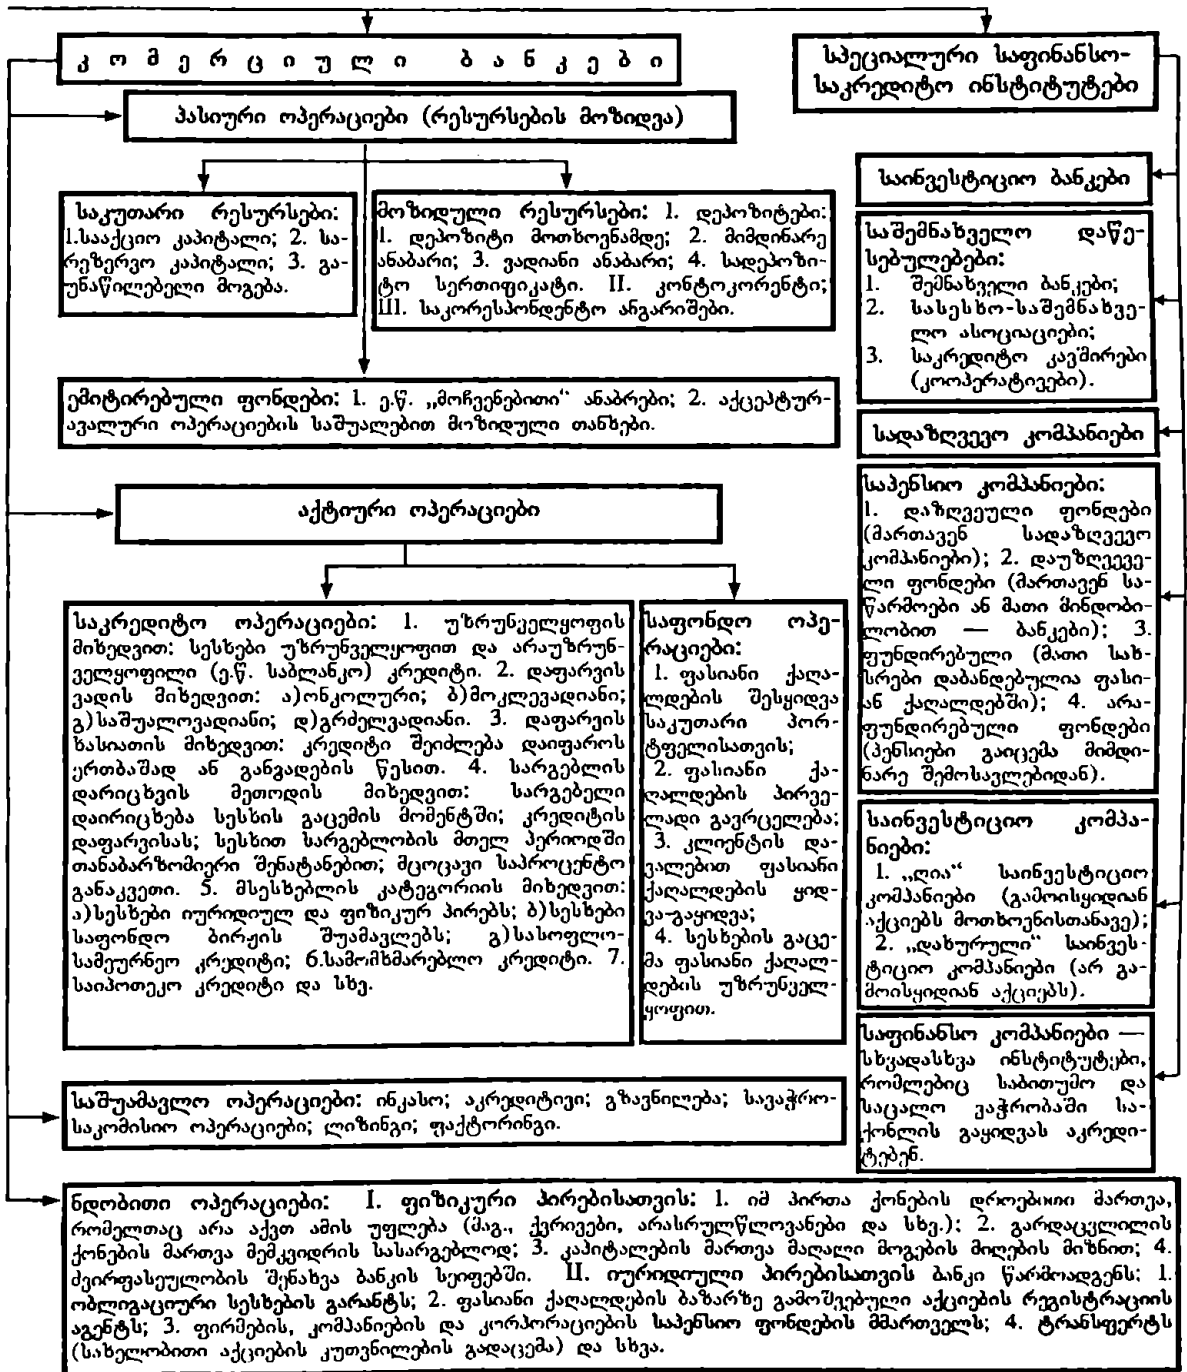 კომერციული ბანკები
სპეციალური საფინანსო-
საკრედიტო ინსტიტუტები
პასიური ოპერაციები (რესურსების მოზიდვა)
საკუთარი რესურსები:
1.სააქციო კაპიტალი; 2. სა-
რეზერვო კაპიტალი; 3. გა-
უნაწილებელი მოგება.
მოზიდული რესურსები: I. დეპოზიტები:
1. დეპოზიტი მოთხოვნამდე; 2. მიმდინარე
ანაბარი; 3. ვადიანი ანაბარი; 4. სადეპოზი-
ტო სერთიფიკატი. II. კონტოკორენტი;
III. საკორესპონდენტო ანგარიშები.
ემიტირებული ფონდები: 1. ე.წ. „მოჩვენებითი“ ანაბრები; 2. აქცეპტურ-
ავალური ოპერაციების საშუალებით მოზიდული თანხები.
აქტიური ოპერაციები
საკრედიტო ოპერაციები: 1. უზრუნველყოფის
მიხედვით: სესხები უზრუნველყოფით და არაუზრუნ-
ველყოფილი (ე.წ. საბლანკო) კრედიტი. 2. დაფარვის
ვადის მიხედვით: ა)ონკოლური; ბ)მოკლევადიანი;
გ)საშუალოვადიანი; დ)გრძელვადიანი. 3. დაფარვის
ხასიათის მიხედვით: კრედიტი შეიძლება დაიფაროს
ერთბაშად ან განვადების წესით. 4. სარგებლის
დარიცხვის მეთოდის მიხედვით: სარგებელი
დაირიცხება სესხის გაცემის მომენტში; კრედიტის
დაფარვისას; სესხით სარგებლობის მთელ პერიოდში
თანაბარზომიერი შენატანებით; მცოცავი საპროცენტო
განაკვეთი. 5. მსესხებლის კატეგორიის მიხედვით:
ა)სესხები იურიდიულ და ფიზიკურ პირებს; ბ)სესხები
საფონდო ბირჟის შუამავლებს; გ)სასოფლო-
სამეურნეო კრედიტი; 6.სამომხმარებლო კრედიტი. 7.
საიპოთეკო კრედიტი და სხვ.
საფონდო ოპე-
რაციები:
1. ფასიანი ქაღა-
ლდების შესყიდვა
საკუთარი პორ-
ტფელისათვის;
2. ფასიანი ქა-
ღალდების პირვე-
ლადი გავრცელება;
3. კლიენტის და-
ვალებით ფასიანი
ქაღალდების ყიდ-
ვა-გაყიდვა;
4. სესხების გაცე-
მა ფასიანი ქაღალ-
დების უზრუნველ-
ყოფით.
საშუამავლო ოპერაციები: ინკასო; აკრედიტივი; გზავნილება; სავაჭრო-
საკომისიო ოპერაციები; ლიზინგი; ფაქტორინგი.
საინვესტიციო ბანკები
საშემნახველო დაწე-
სებულებები:
1. შემნახველი ბანკები;
2. სასესხო-საშემნახვე-
ლო ასოციაციები;
3. საკრედიტო კავშირები
(კოოპერატივები).
სადაზღვევო კომპანიები
საპენსიო კომპანიები:
1. დაზღვეული ფონდები
(მართავენ სადაზღვევო
კომპანიები); 2. დაუზღვევე-
ლი ფონდები (მართავენ სა-
წარმოები ან მათი მინდობი-
ლობით — ბანკები); 3.
ფუნდირებული (მათი სახ-
სრები დაბანდებულია ფასი-
ან ქაღალდებში); 4. არა-
ფუნდირებული ფონდები
(პენსიები გაიცემა მიმდი-
ნარე შემოსავლებიდან).
საინვესტიციო კომპა-
ნიები:
1. „ღია“ საინვესტიციო
კომპანიები (გამოისყიდიან
აქციებს მოთხოვნისთანავე);
2. „დახურული“ საინვეს-
ტიციო კომპანიები (არ გა-
მოისყიდიან აქციებს).
საფინანსო კომპანიები —
სხვადასხვა ინსტიტუტები,
რომლებიც საბითუმო და
საცალო ვაჭრობაში სა-
ქონლის გაყიდვას აკრედი-
ტებენ.
ნდობითი ოპერაციები: I. ფიზიკური პირებისათვის: 1. იმ პირთა ქონების დროებითი მართვა,
რომელთაც არა აქვთ ამის უფლება (მაგ., ქვრივები, არასრულწლოვანები და სხვ.); 2. გარდაცვლილის
ქონების მართვა მემკვიდრის სასარგებლოდ; 3. კაპიტალების მართვა მაღალი მოგების მიღების მიზნით; 4.
ძვირფასეულობის შენახვა ბანკის სეიფებში. II. იურიდიული პირებისათვის ბანკი წარმოადგენს: 1.
ობლიგაციური სესხების გარანტს; 2. ფასიანი ქაღალდების ბაზარზე გამოშვებული აქციების რეგისტრაციის
აგენტს; 3. ფირმების, კომპანიების და კორპორაციების საპენსიო ფონდების მმართველს; 4. ტრანსფერტს
(სახელობითი აქციების კუთვნილების გადაცემა) და სხვა.